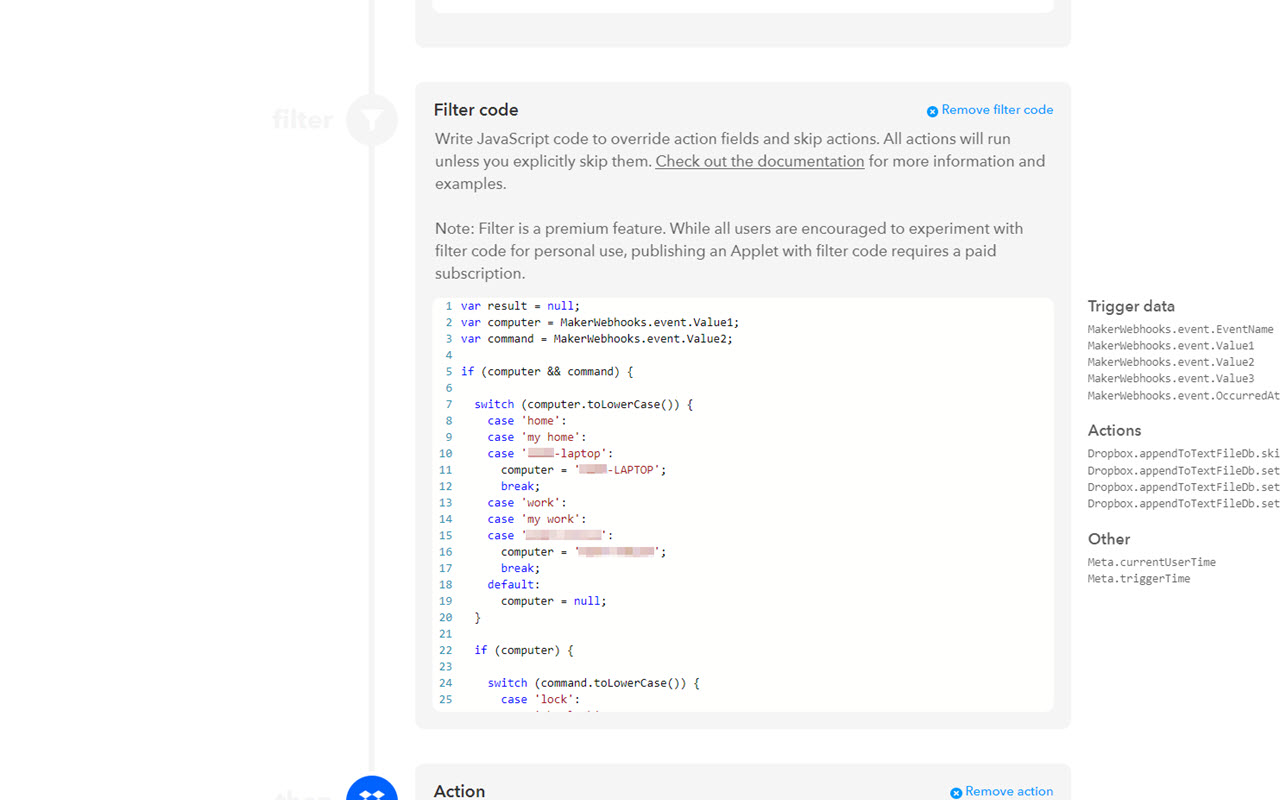 filter
Filter code
Remove filter code
Write JavaScript code to override action fields and skip actions. All actions will run
unless you explicitly skip them. Check out the documentation for more information and
examples.
Note: Filter is a premium feature. While all users are encouraged to experiment with
filter code for personal use, publishing an Applet with filter code requires a paid
subscription.
1 var result = null;
2 var computer = MakerWebhooks.event.Value1;
3 var command = MakerWebhooks.event.Value2;
4
5 if (computer && command) {
6
7 switch (computer.toLowerCase()) {
8 case 'home':
9 case 'my home':
10 case '-laptop':
11 computer = '-LAPTOP';
12 break;
13 case 'work':
14 case 'my work':
15 case '':
16 computer = '';
17 break;
18 default:
19 computer = null;
20 }
21
22 if (computer) {
23
24 switch (command.toLowerCase()) {
25 case 'lock':
Trigger data
MakerWebhooks.event.EventName
MakerWebhooks.event.Value1
MakerWebhooks.event.Value2
MakerWebhooks.event.Value3
MakerWebhooks.event.OccurredAt
Actions
Dropbox.appendToTextFileDb.ski
Dropbox.appendToTextFileDb.set
Dropbox.appendToTextFileDb.set
Dropbox.appendToTextFileDb.set
Other
Meta.currentUserTime
Meta.triggerTime
Action
Remove action